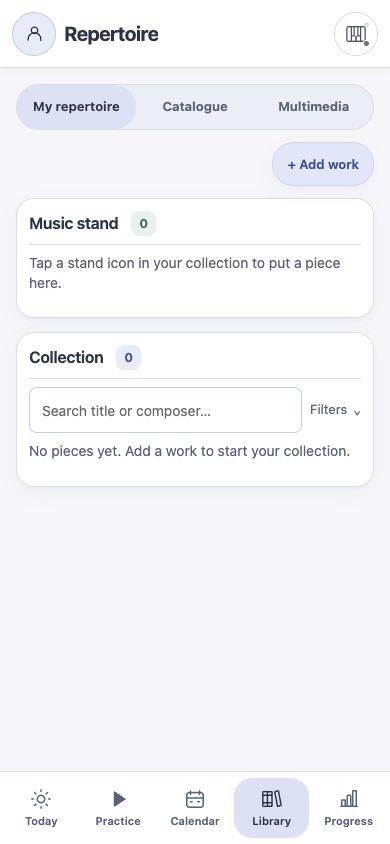 Repertoire
My repertoire
Catalogue
Multimedia
+ Add work
Music stand 0
Tap a stand icon in your collection to put a piece
here.
Collection 0
Search title or composer...
Filters
No pieces yet. Add a work to start your collection.
Today
Practice
Calendar
Library
Progress